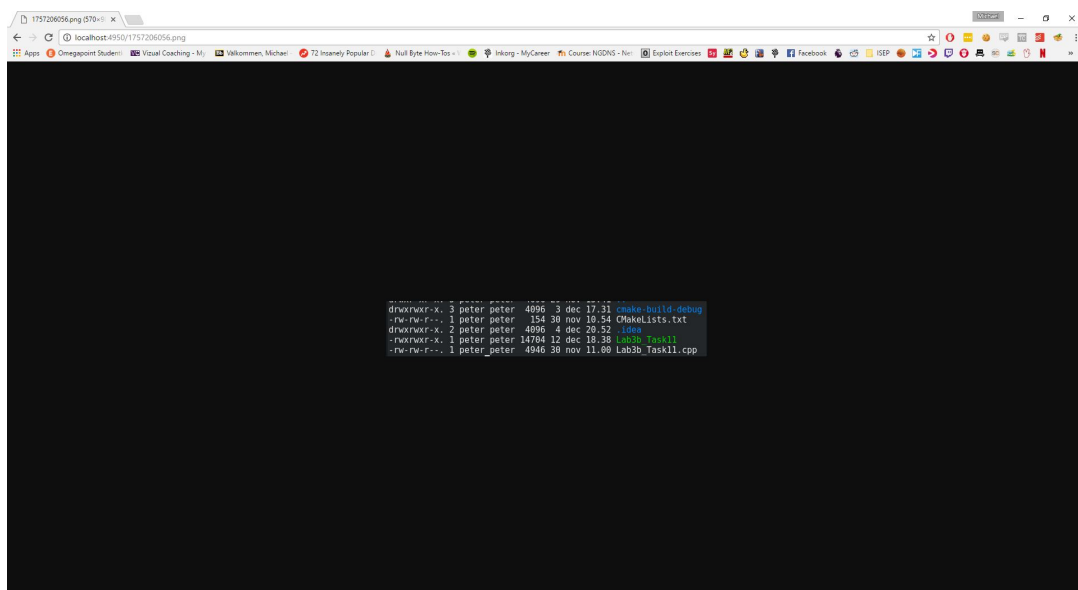 1757206056.png (570×9
Michael
localhost:4950/1757206056.png
Apps Omegapoint Student Vizual Coaching - My Välkommen, Michael 72 Insanely Popular D Null Byte How-Tos « Inkorg - MyCareer Course: NGDNS - Net Exploit Exercises Facebook ISEP »
drwxrwxr-x. 3 peter peter 4096 3 dec 17.31 cmake-build-debug
-rw-rw-r--. 1 peter peter 154 30 nov 10.54 CMakeLists.txt
drwxrwxr-x. 2 peter peter 4096 4 dec 20.52 .idea
-rwxrwxr-x. 1 peter peter 14704 12 dec 18.38 Lab3b_Task11
-rw-rw-r--. 1 peter_peter 4946 30 nov 11.00 Lab3b_Task11.cpp